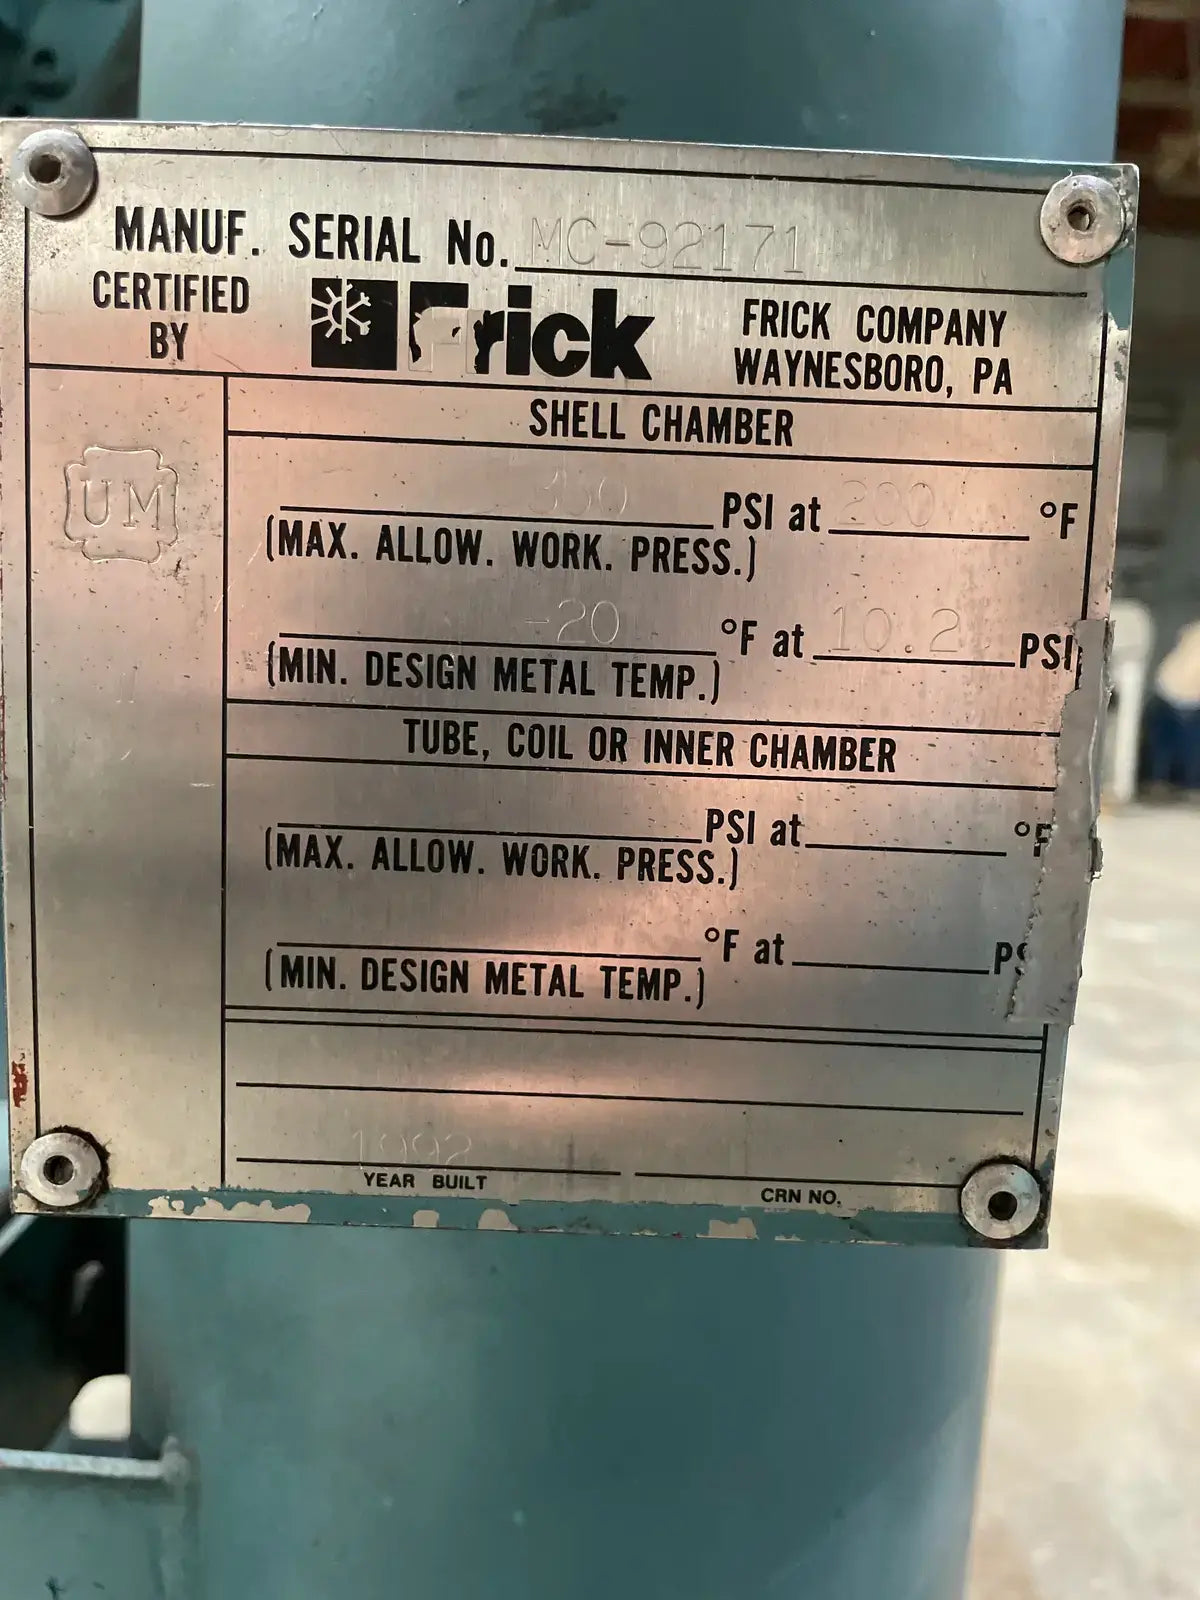 MANUF. SERIAL No. MC-92171
CERTIFIED BY
Frick
FRICK COMPANY
WAYNESBORO, PA
UM
SHELL CHAMBER
PSI at 200 °F
(MAX. ALLOW. WORK. PRESS.)
-20 °F at 10.2 PSI
(MIN. DESIGN METAL TEMP.)
TUBE, COIL OR INNER CHAMBER
PSI at °F
(MAX. ALLOW. WORK. PRESS.)
°F at
(MIN. DESIGN METAL TEMP.)
1992
YEAR BUILT
CRN NO.